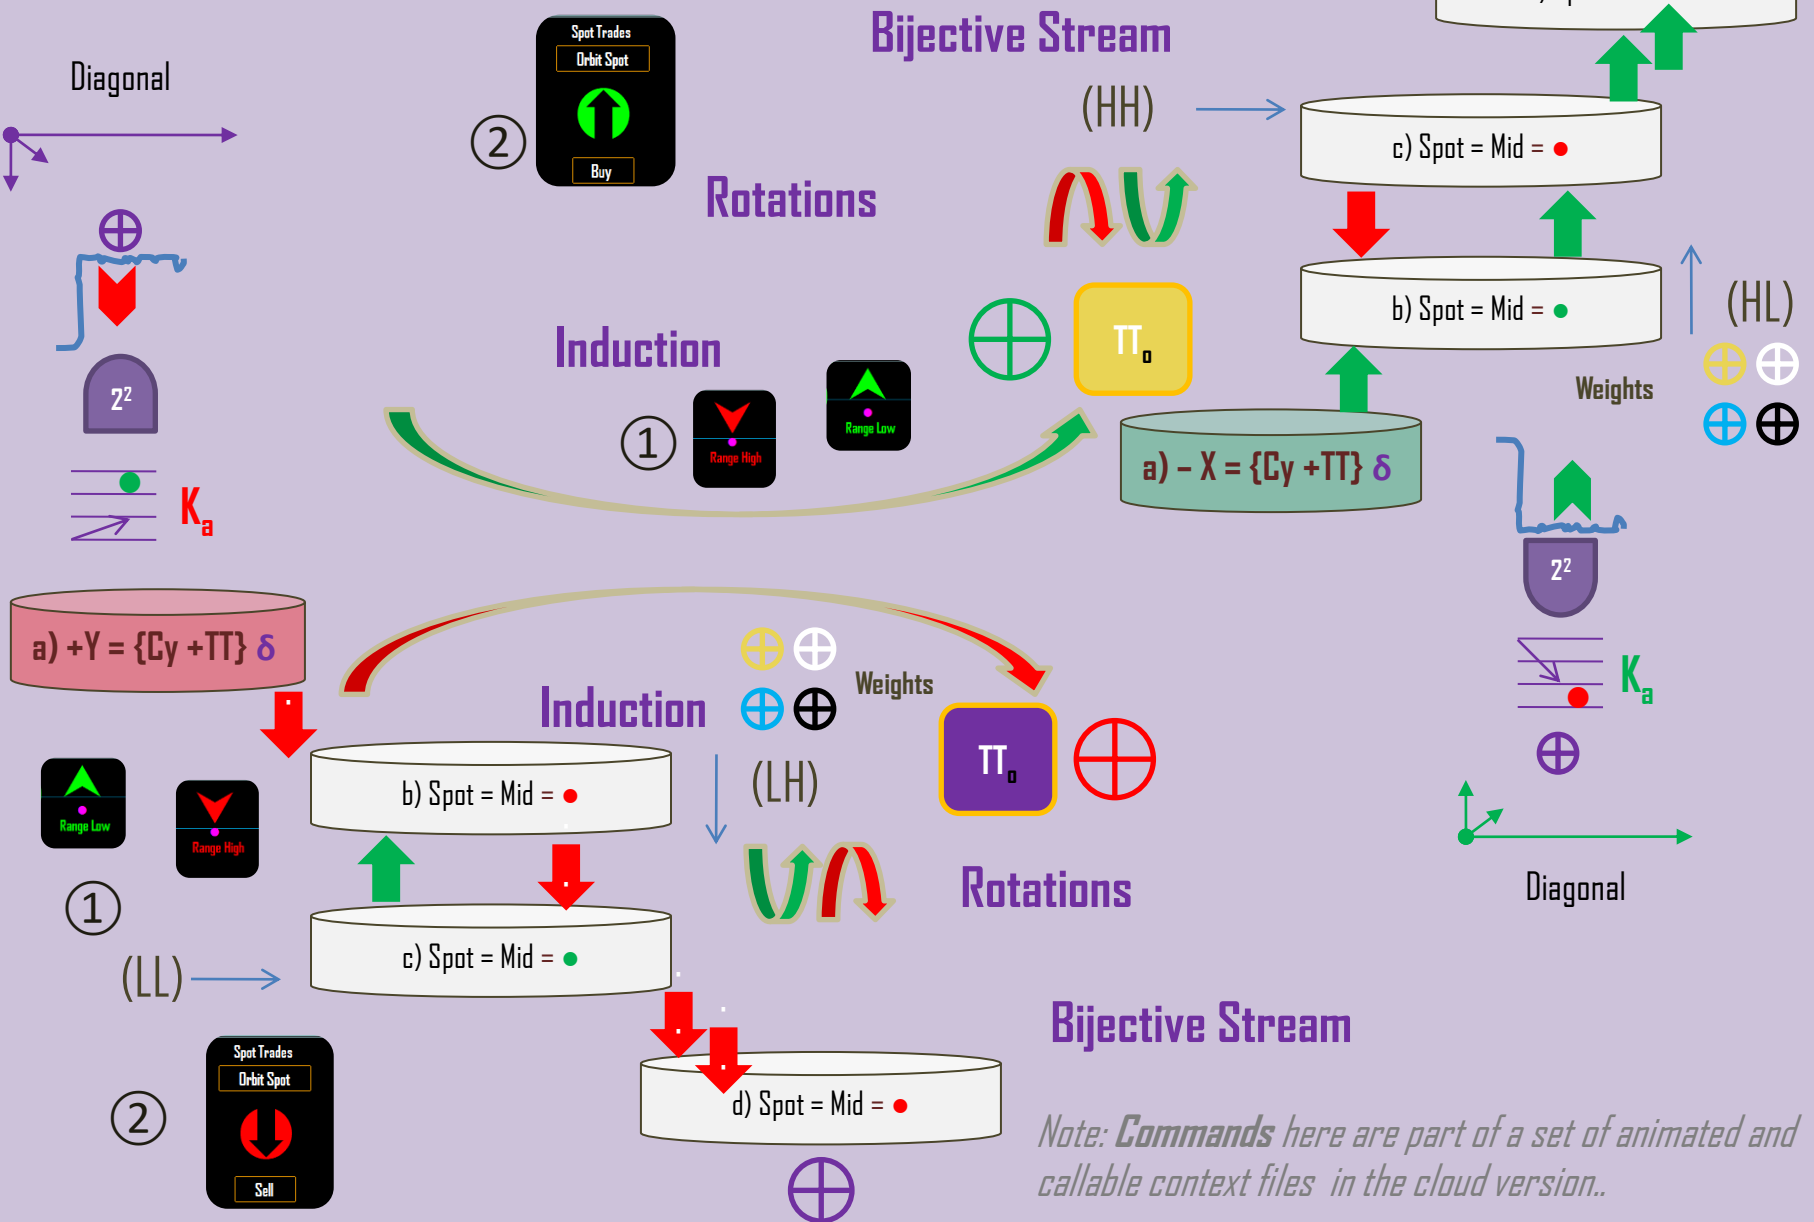 Bijective Stream
Spot Trades
Orbit Spot
Buy
②
Diagonal
(HH)
c) Spot = Mid = ●
Rotations
b) Spot = Mid = ●
(HL)
Weights
Induction
TT₀
①
Range High
Range Low
2²
Kₐ
a) – X = {Cy +TT} δ
2²
Kₐ
a) +Y = {Cy +TT} δ
Induction
Weights
(LH)
TT₀
b) Spot = Mid = ●
Range Low
Range High
①
Rotations
Diagonal
c) Spot = Mid = ●
(LL)
Bijective Stream
②
Spot Trades
Orbit Spot
Sell
d) Spot = Mid = ●
Note: Commands here are part of a set of animated and
callable context files in the cloud version..